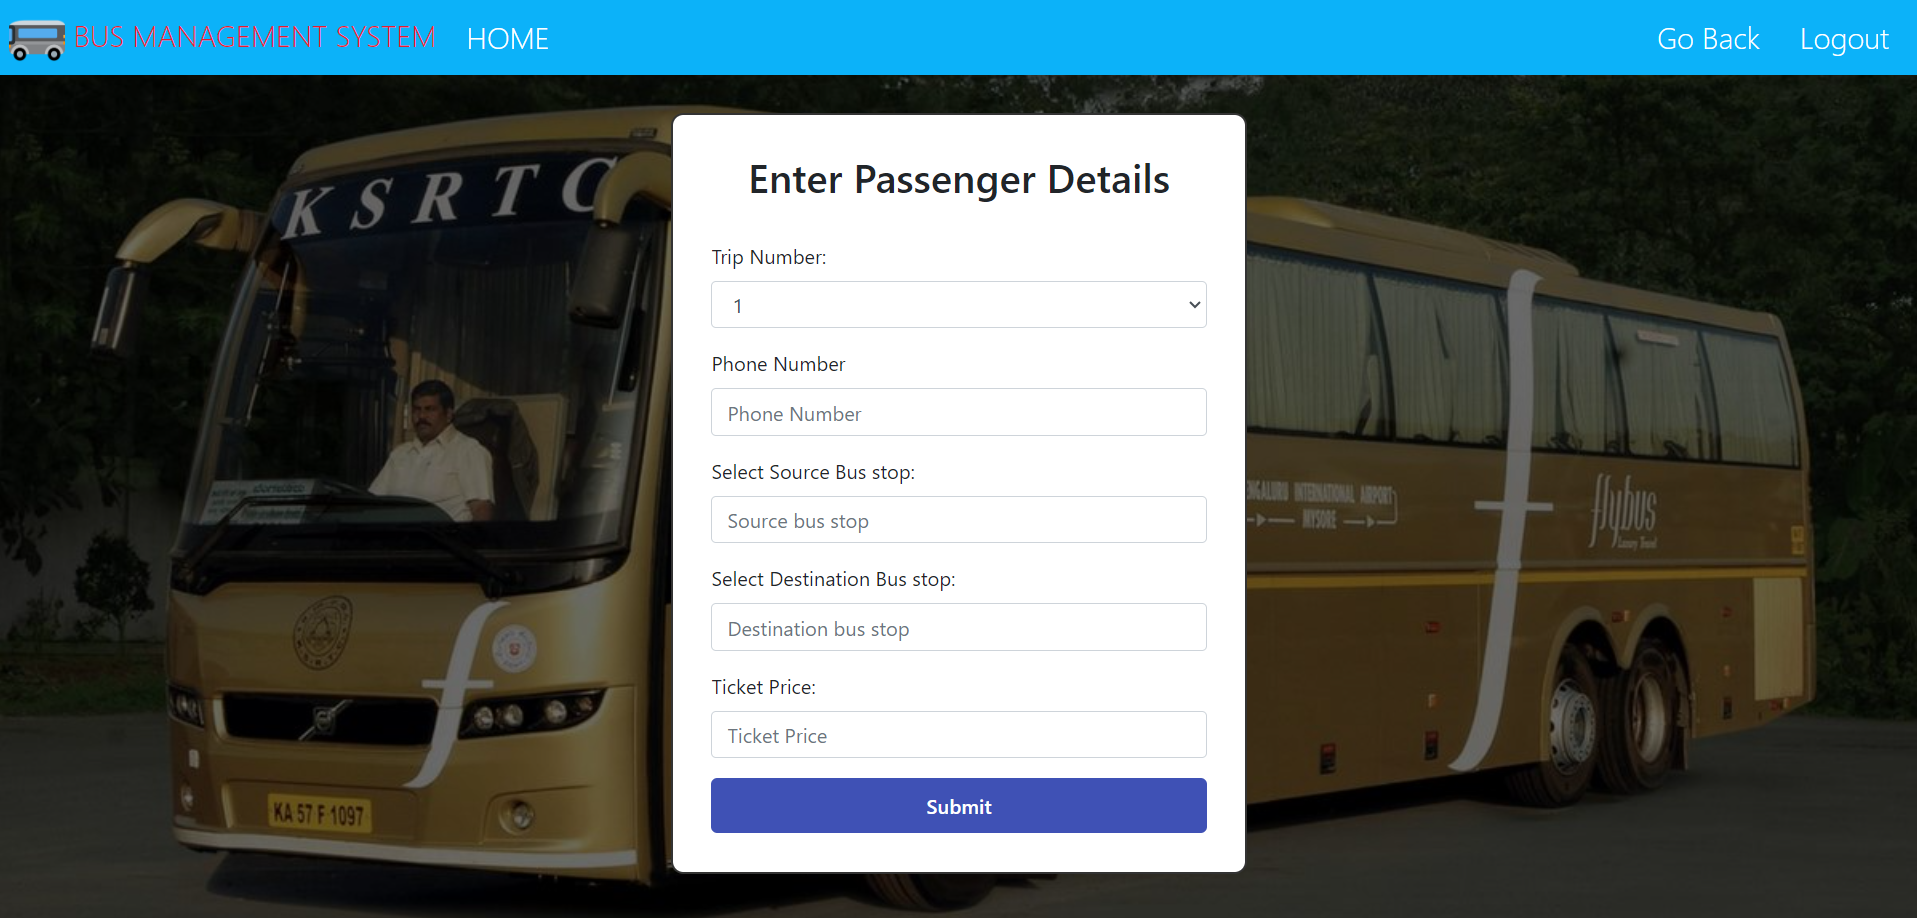 BUS MANAGEMENT SYSTEM HOME Go Back Logout
Enter Passenger Details
Trip Number:
1
Phone Number
Phone Number
Select Source Bus stop:
Source bus stop
Select Destination Bus stop:
Destination bus stop
Ticket Price:
Ticket Price
Submit
KSRTC
KA 57 F 1097
INTERNATIONAL AIRPORT
MYSORE
flybus
Luxury Travel